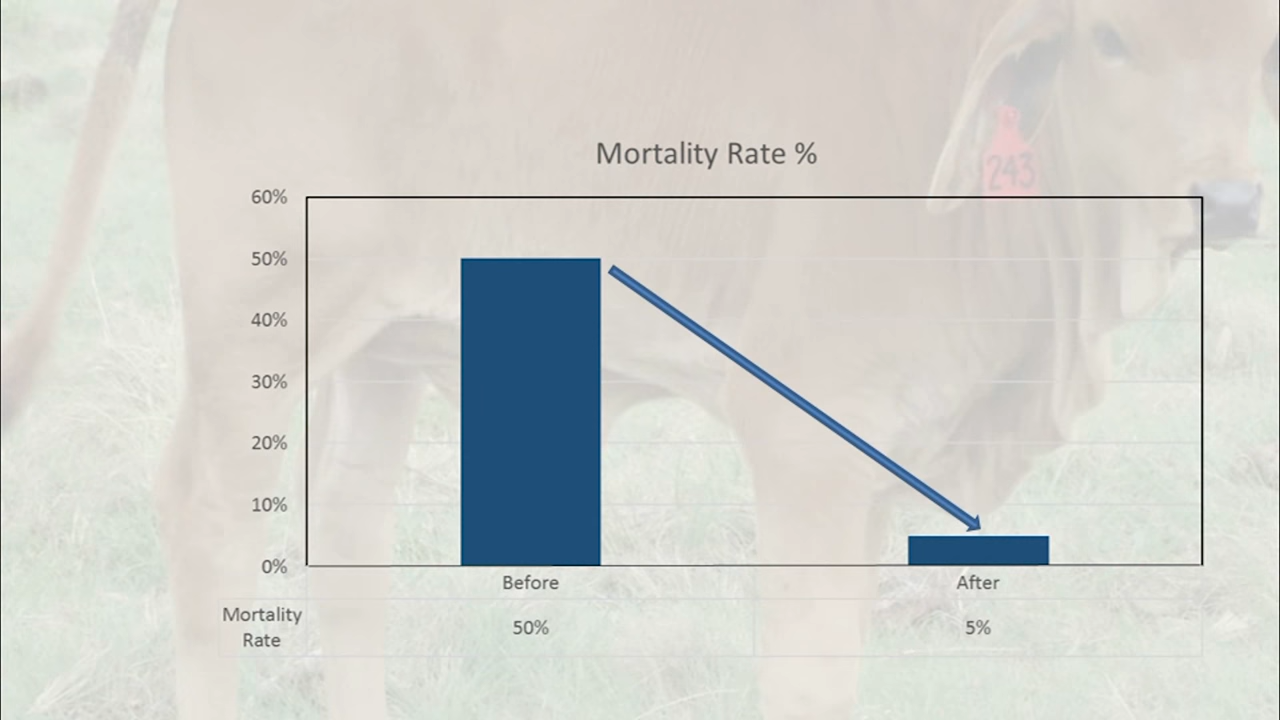 Mortality Rate %
243
60%
50%
40%
30%
20%
10%
0%
Before After
Mortality
Rate
50% 5%